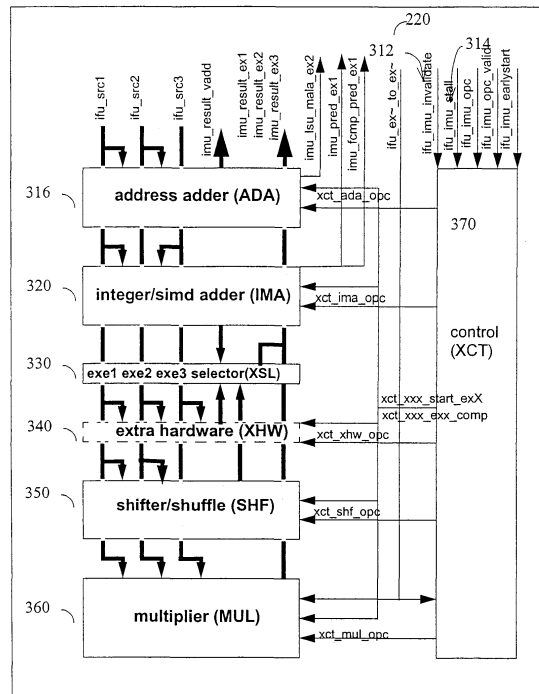 220
312
314
ifu_src1
ifu_src2
ifu_src3
imu_result_vadd
imu_result_ex1
imu_result_ex2
imu_result_ex3
imu_lsu_mala_ex2
imu_pred_ex1
imu_fcmp_pred_ex1
ifu_ex~_to_ex~
ifu_imu_invalidate
ifu_imu_stall
ifu_imu_opc
ifu_imu_opc_valid
ifu_imu_earlystart
316
address adder (ADA)
xct_ada_opc
370
320
integer/simd adder (IMA)
xct_ima_opc
control
(XCT)
330
exe1 exe2 exe3 selector(XSL)
xct_xxx_start_exX
xct_xxx_exx_comp
340
extra hardware (XHW)
xct_xhw_opc
350
shifter/shuffle (SHF)
xct_shf_opc
360
multiplier (MUL)
xct_mul_opc